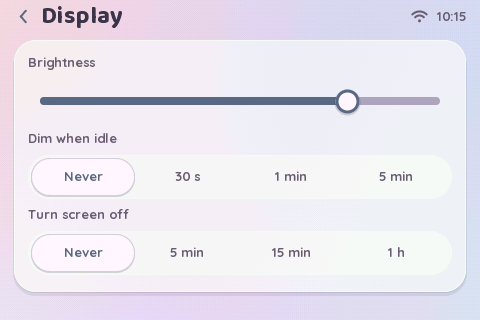 Display 10:15
Brightness
Dim when idle
Never 30 s 1 min 5 min
Turn screen off
Never 5 min 15 min 1 h